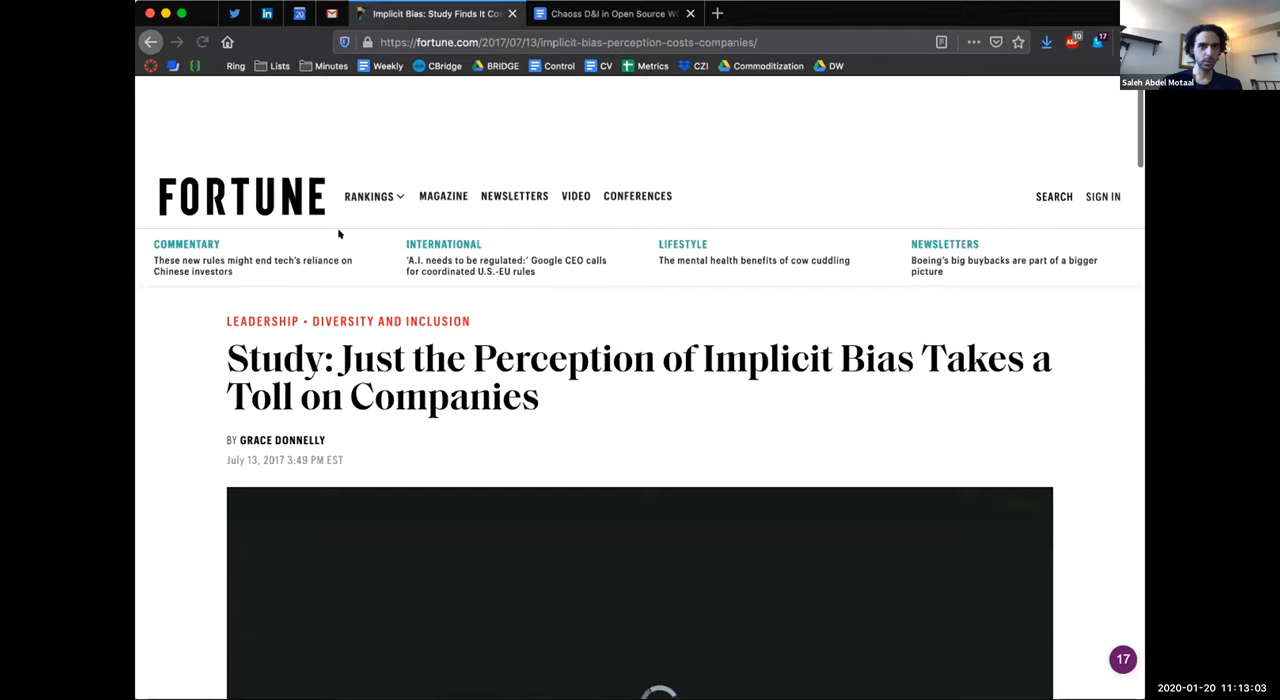 20
Implicit Bias: Study Finds It Co
Chaoss D&I in Open Source W
https://fortune.com/2017/07/13/implicit-bias-perception-costs-companies/
10
17
Ring Lists Minutes Weekly CBridge BRIDGE Control CV Metrics CZI Commoditization DW
Saleh Abdel Motaal
FORTUNE
RANKINGS MAGAZINE NEWSLETTERS VIDEO CONFERENCES
SEARCH SIGN IN
COMMENTARY
These new rules might end tech's reliance on
Chinese investors
INTERNATIONAL
'A.I. needs to be regulated:' Google CEO calls
for coordinated U.S.-EU rules
LIFESTYLE
The mental health benefits of cow cuddling
NEWSLETTERS
Boeing's big buybacks are part of a bigger
picture
LEADERSHIP • DIVERSITY AND INCLUSION
Study: Just the Perception of Implicit Bias Takes a
Toll on Companies
BY GRACE DONNELLY
July 13, 2017 3:49 PM EST
17
2020-01-20 11:13:03